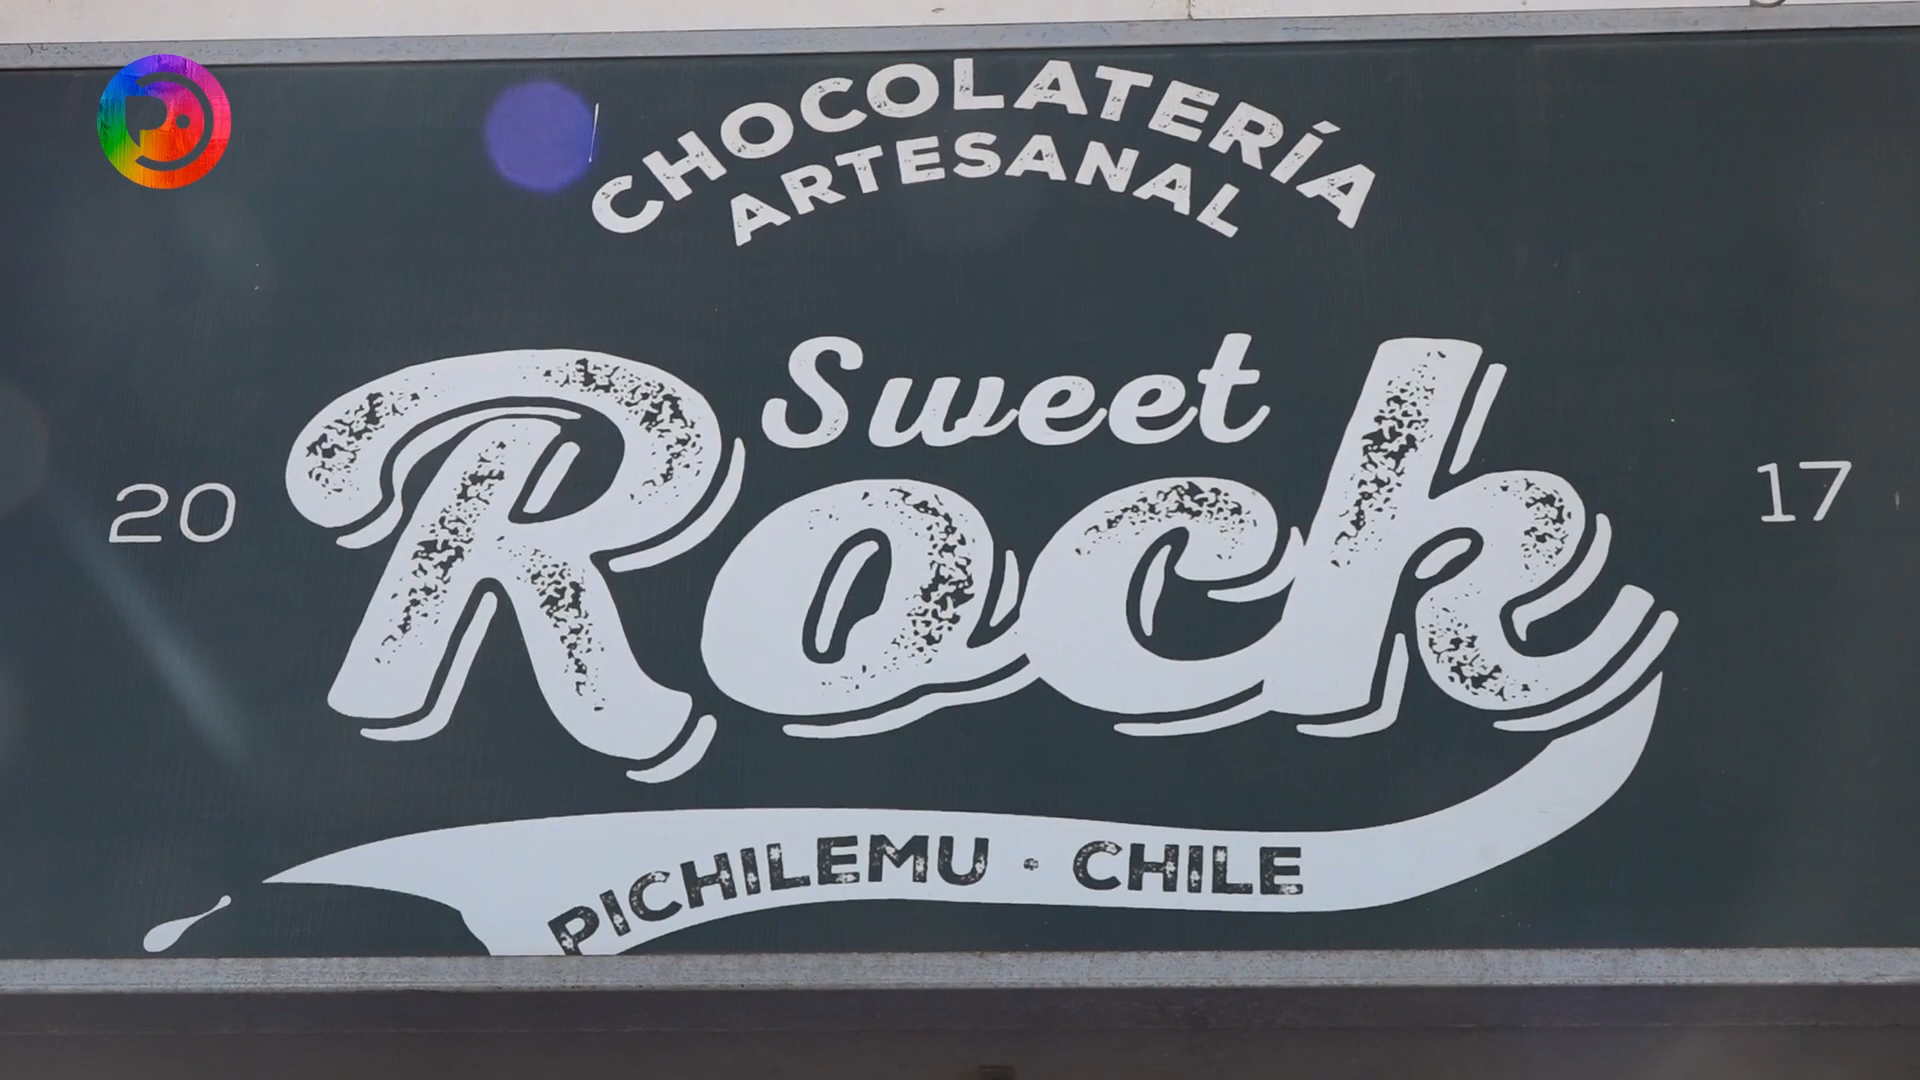 CHOCOLATERÍA
ARTESANAL
Sweet
20 Rock 17
PICHILEMU · CHILE